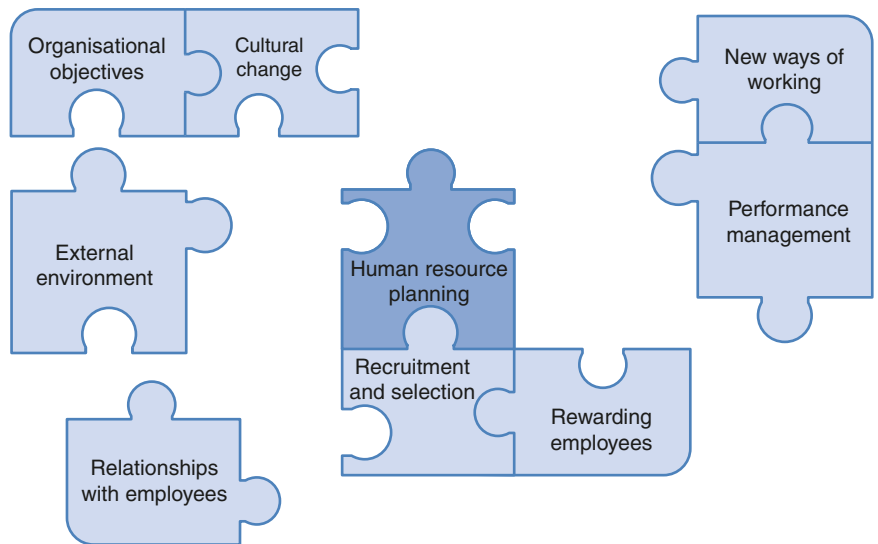 Organisational
objectives
Cultural
change
New ways of
working
External
environment
Human resource
planning
Performance
management
Recruitment
and selection
Rewarding
employees
Relationships
with employees